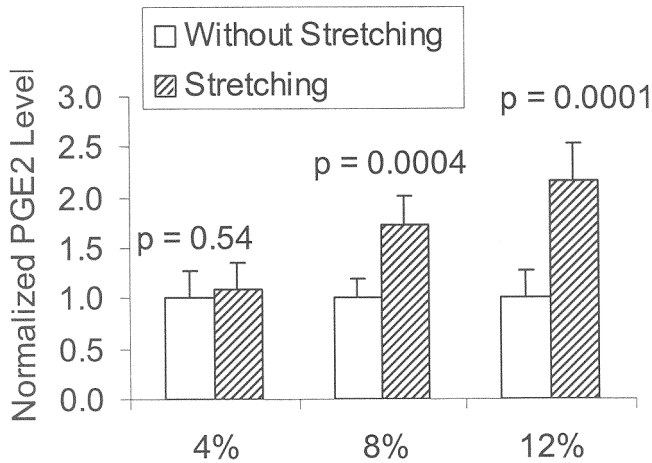 Without Stretching
Stretching
Normalized PGE2 Level
3.0
2.5
2.0
1.5
1.0
0.5
0.0
p = 0.54
p = 0.0004
p = 0.0001
4%
8%
12%